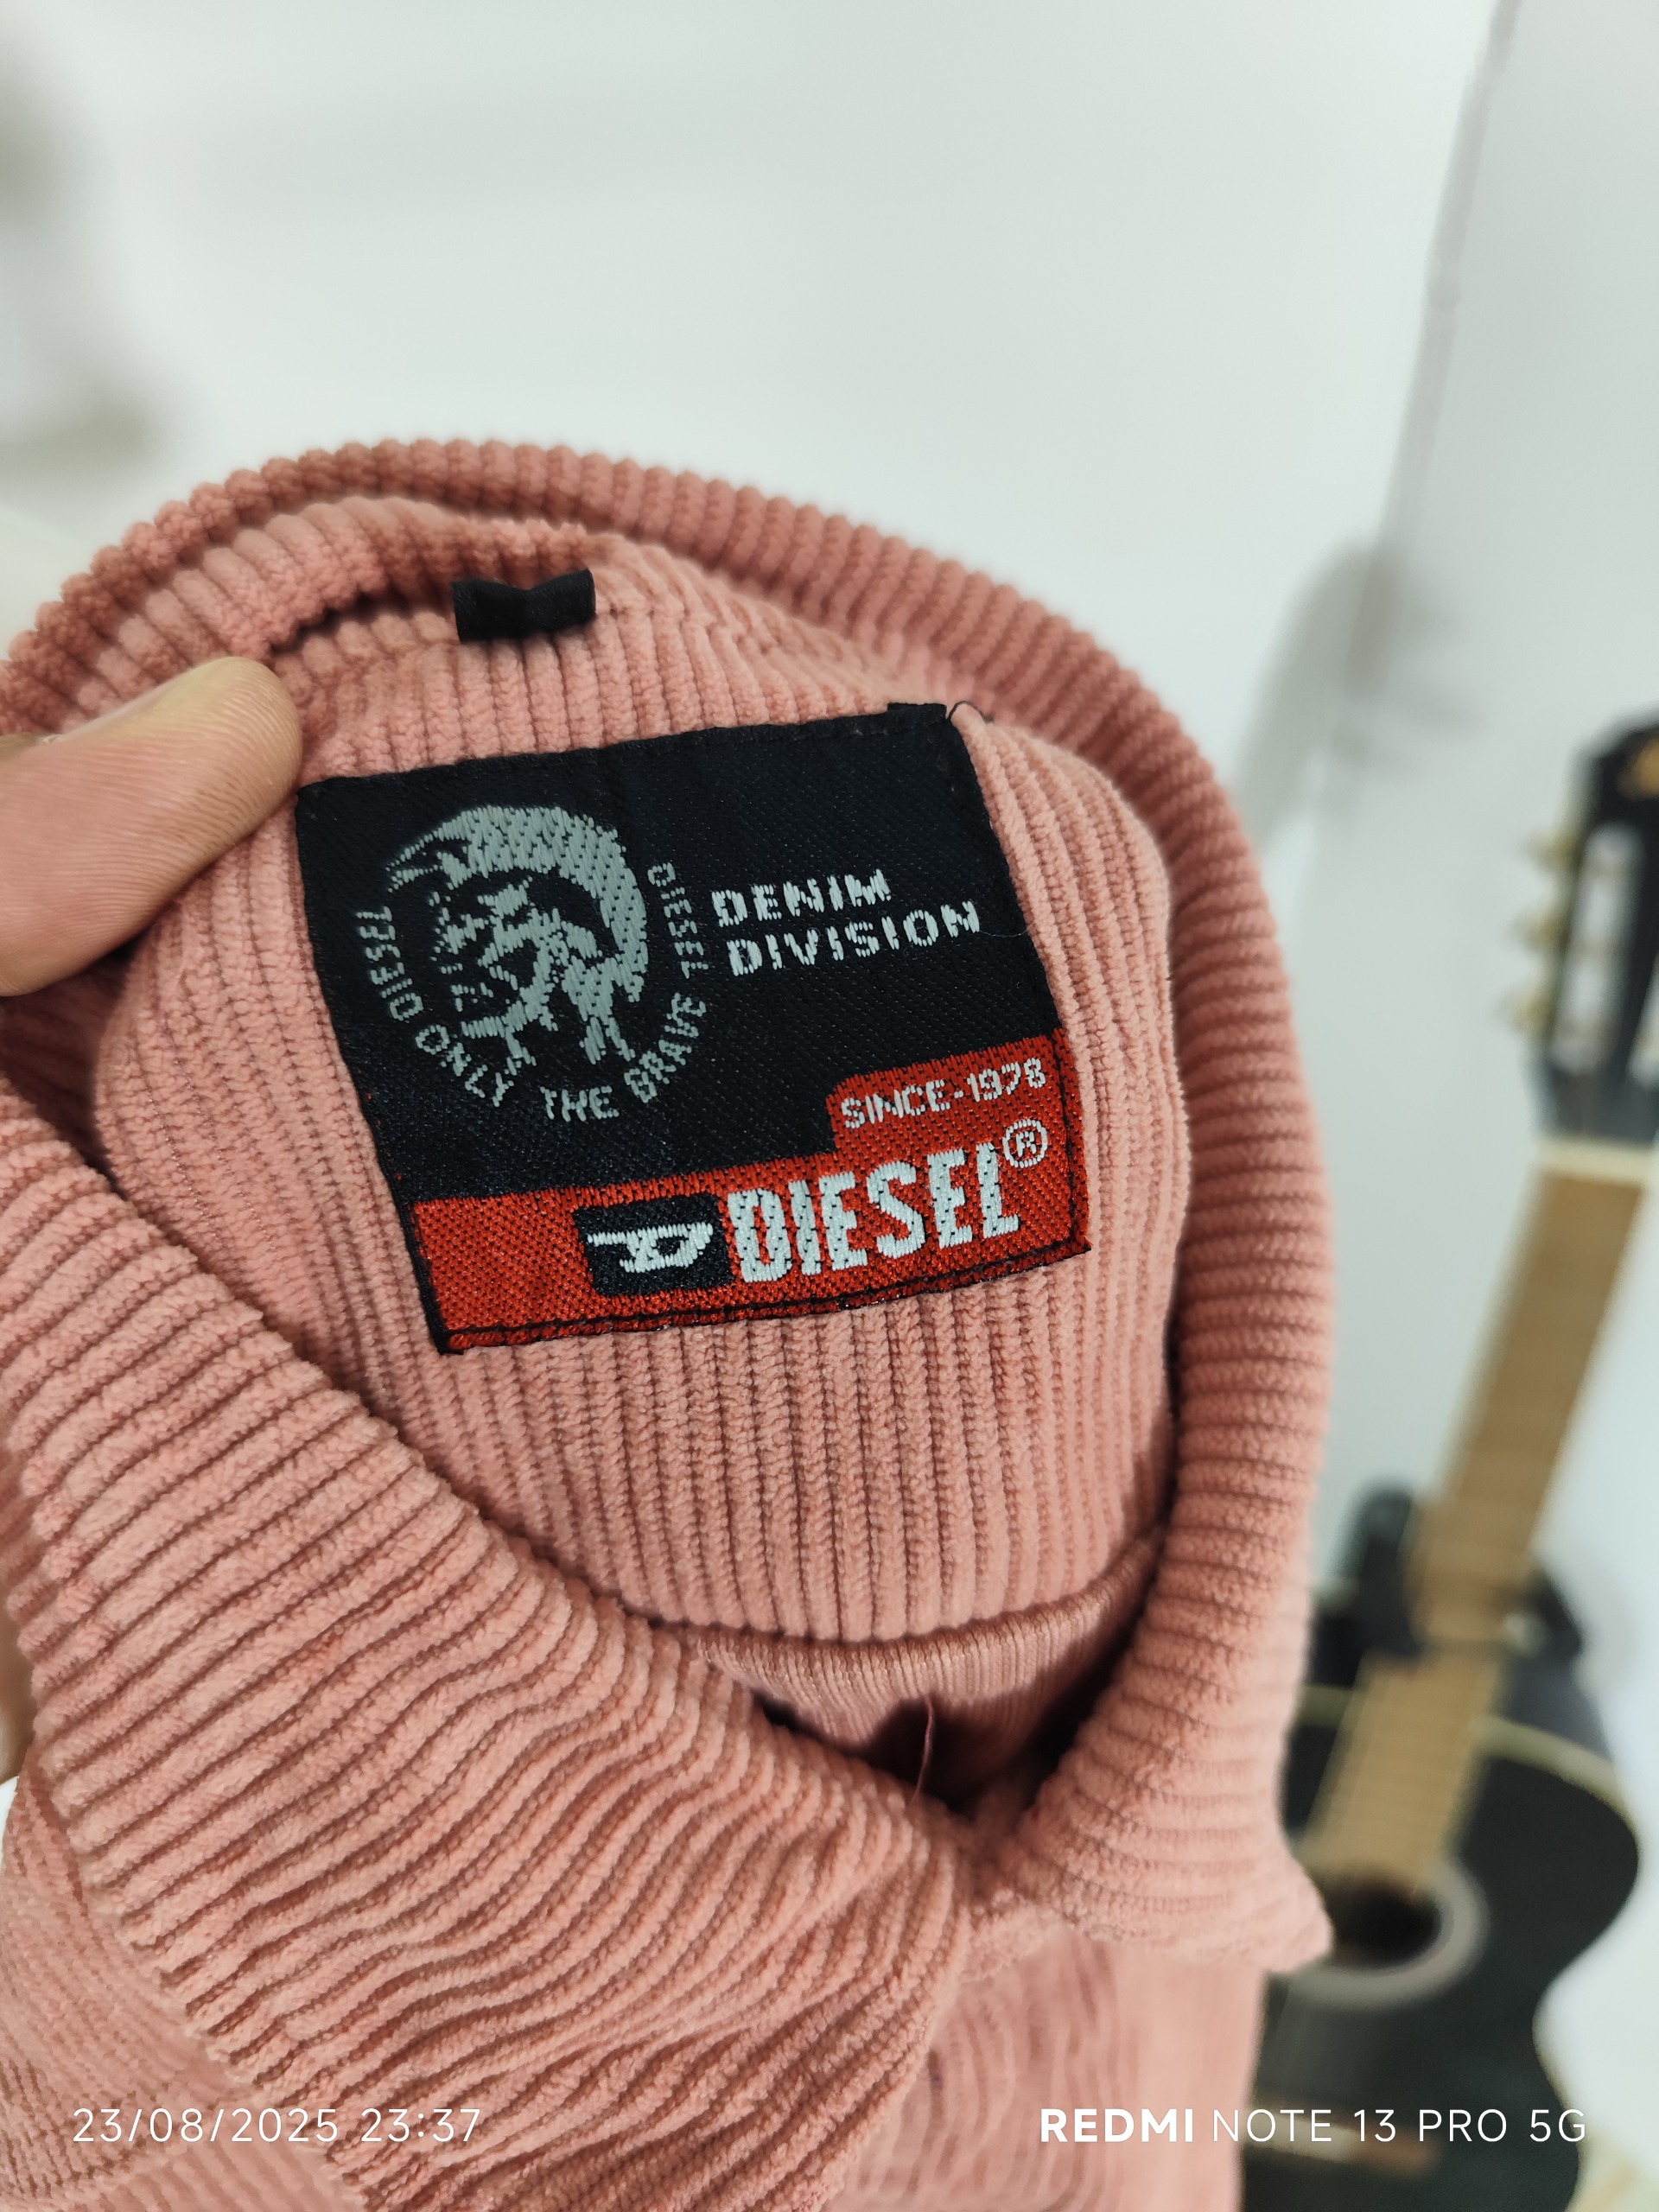 DIESEL ONLY THE BRAVE DIESEL
DENIM
DIVISION
SINCE-1978
D DIESEL®
23/08/2025 23:37
REDMI NOTE 13 PRO 5G